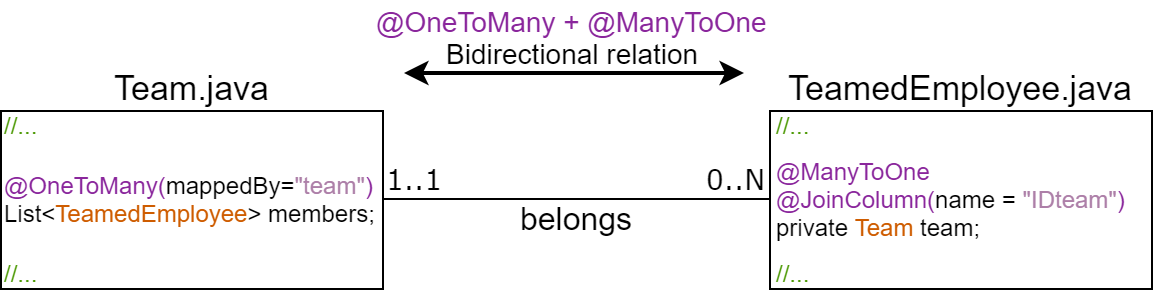 @OneToMany + @ManyToOne
Bidirectional relation
Team.java
TeamedEmployee.java
//...
@OneToMany(mappedBy="team")
List<TeamedEmployee> members;
//...
1..1
0..N
belongs
//...
@ManyToOne
@JoinColumn(name = "IDteam")
private Team team;
//...